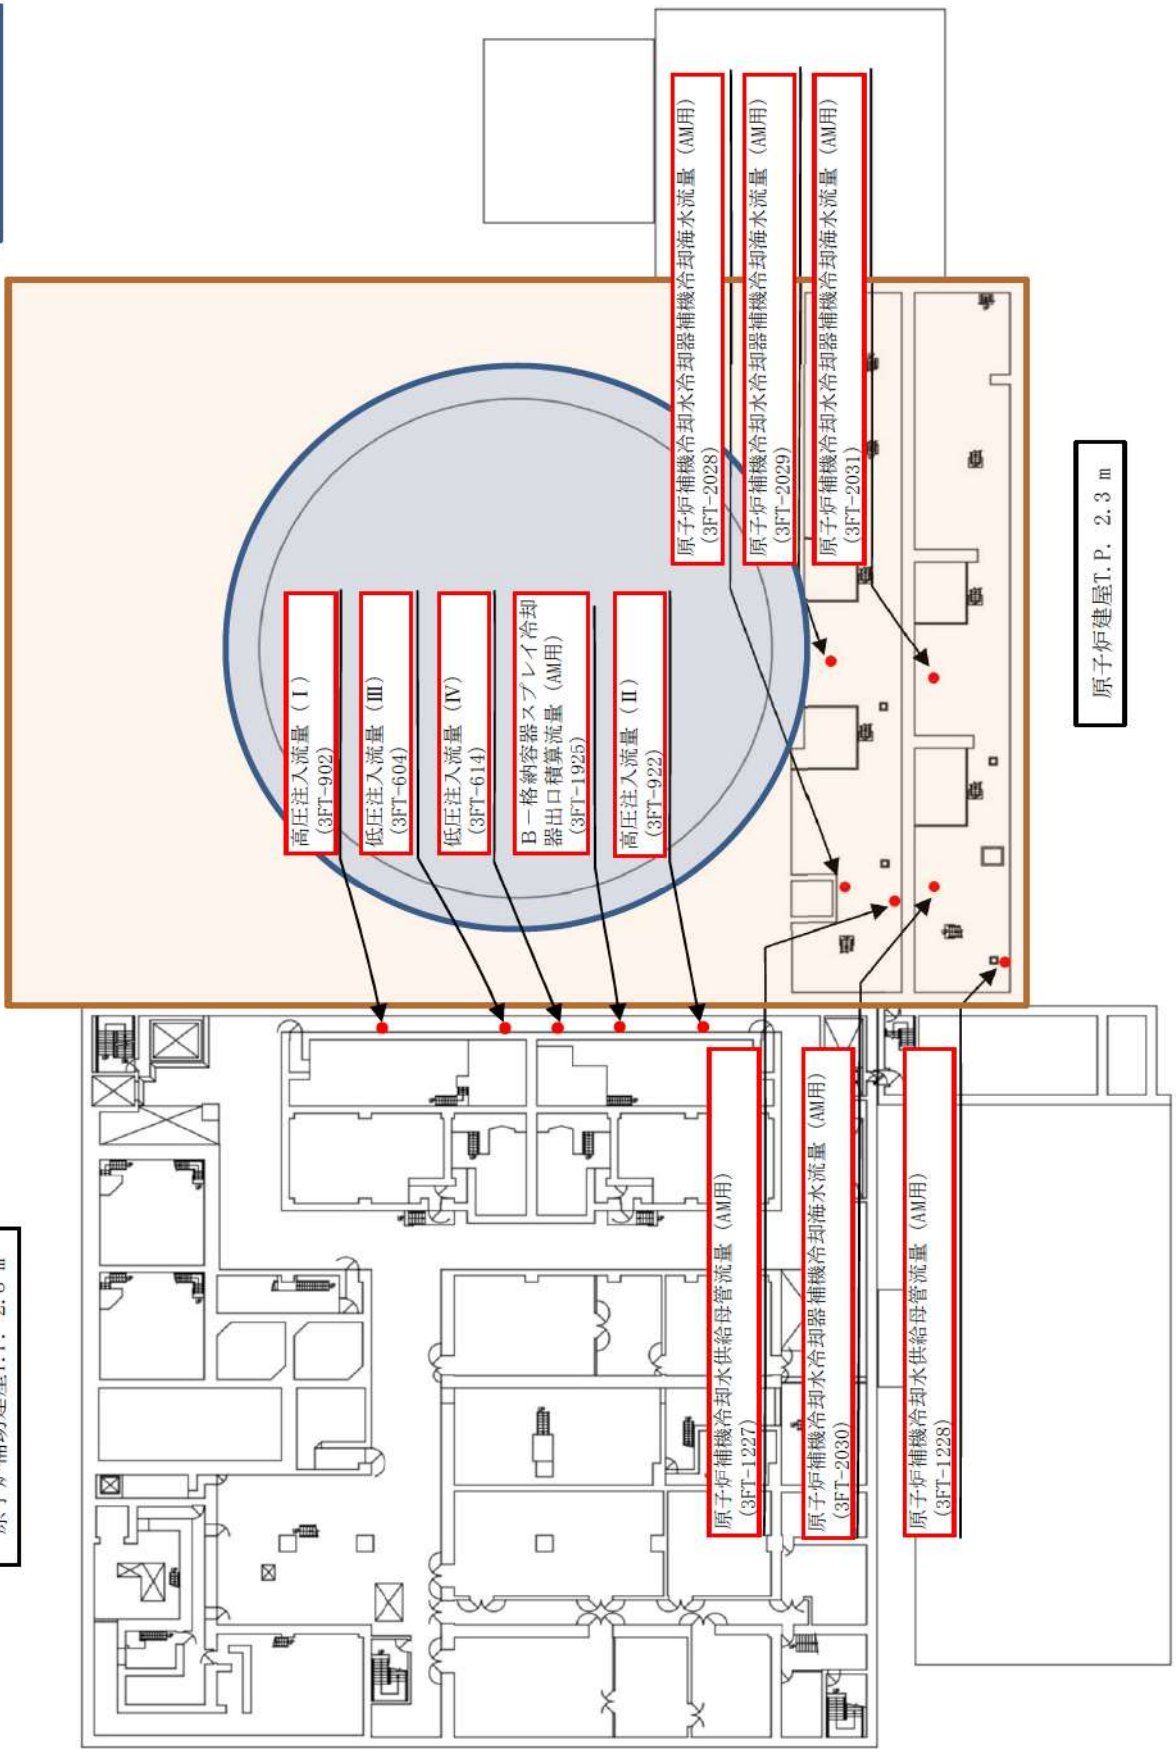 原子炉補機冷却水冷却器補機冷却海水流量（AM用）
(3FT-2028)
原子炉補機冷却水冷却器補機冷却海水流量（AM用）
(3FT-2029)
原子炉補機冷却水冷却器補機冷却海水流量（AM用）
(3FT-2031)
高圧注入流量（Ⅰ）
(3FT-902)
低圧注入流量（Ⅲ）
(3FT-604)
低圧注入流量（Ⅳ）
(3FT-614)
B－格納容器スプレイ冷却
器出口積算流量（AM用）
(3FT-1925)
高圧注入流量（Ⅱ）
(3FT-922)
原子炉建屋T.P. 2.3 m
原子炉補機冷却水供給母管流量（AM用）
(3FT-1227)
原子炉補機冷却水冷却器補機冷却海水流量（AM用）
(3FT-2030)
原子炉補機冷却水供給母管流量（AM用）
(3FT-1228)